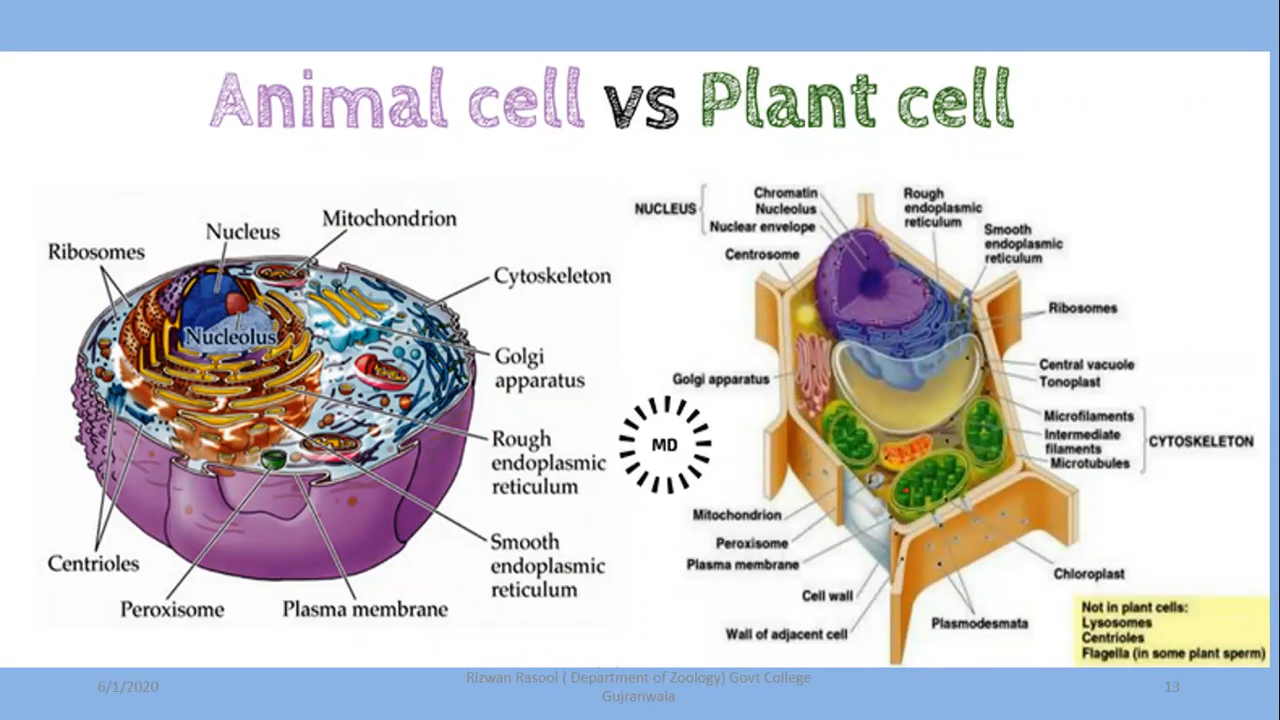 Animal cell vs Plant cell
Ribosomes
Nucleus
Mitochondrion
Cytoskeleton
Nucleolus
Golgi
apparatus
Rough
endoplasmic
reticulum
Smooth
endoplasmic
reticulum
Centrioles
Peroxisome
Plasma membrane
MD
NUCLEUS
Chromatin
Nucleolus
Nuclear envelope
Centrosome
Rough
endoplasmic
reticulum
Smooth
endoplasmic
reticulum
Ribosomes
Golgi apparatus
Central vacuole
Tonoplast
Microfilaments
Intermediate
filaments
Microtubules
CYTOSKELETON
Mitochondrion
Peroxisome
Plasma membrane
Cell wall
Wall of adjacent cell
Plasmodesmata
Chloroplast
Not in plant cells:
Lysosomes
Centrioles
Flagella (in some plant sperm)
6/1/2020
Rizwan Rasool ( Department of Zoology) Govt College
Gujranwala
13